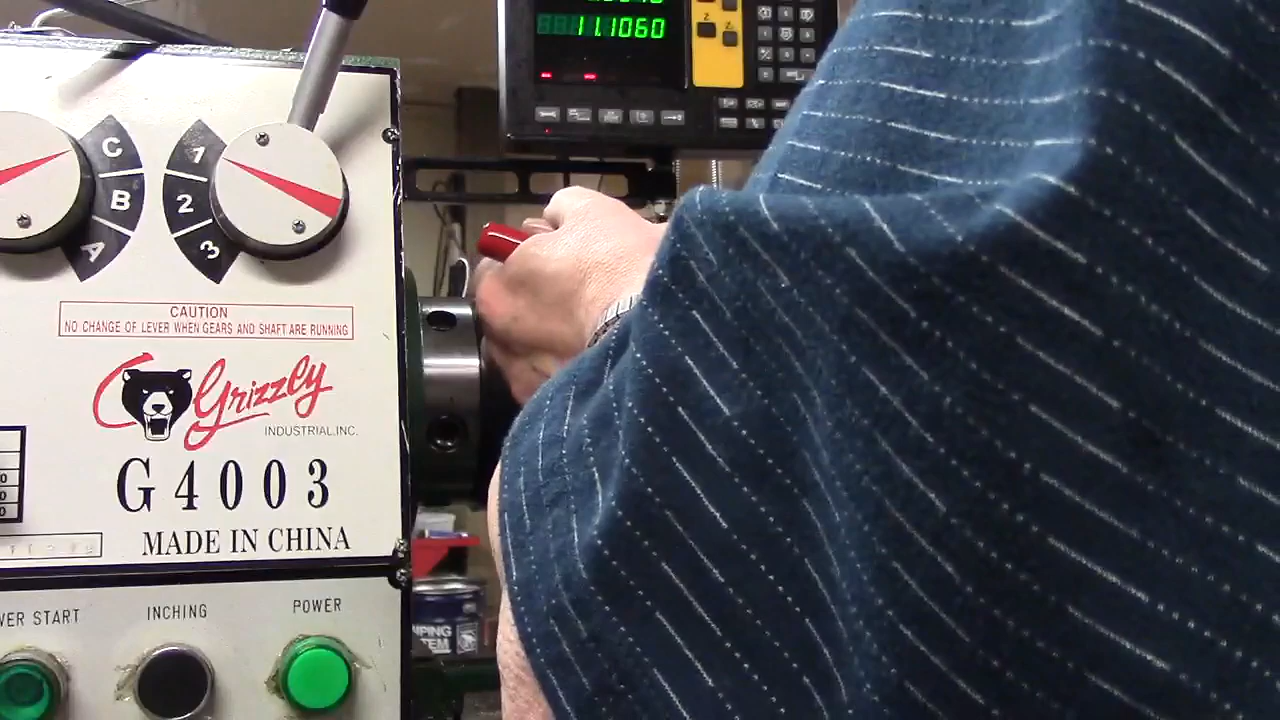 11.1060
Z
Z
C
B
A
1
2
3
CAUTION
NO CHANGE OF LEVER WHEN GEARS AND SHAFT ARE RUNNING
Grizzly
INDUSTRIAL, INC.
G4003
MADE IN CHINA
START
INCHING
POWER